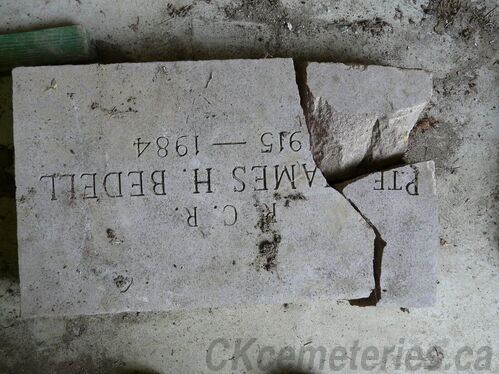 R. C. R.
PTE AMES H. BEDELL
915 — 1984
CKcemeteries.ca